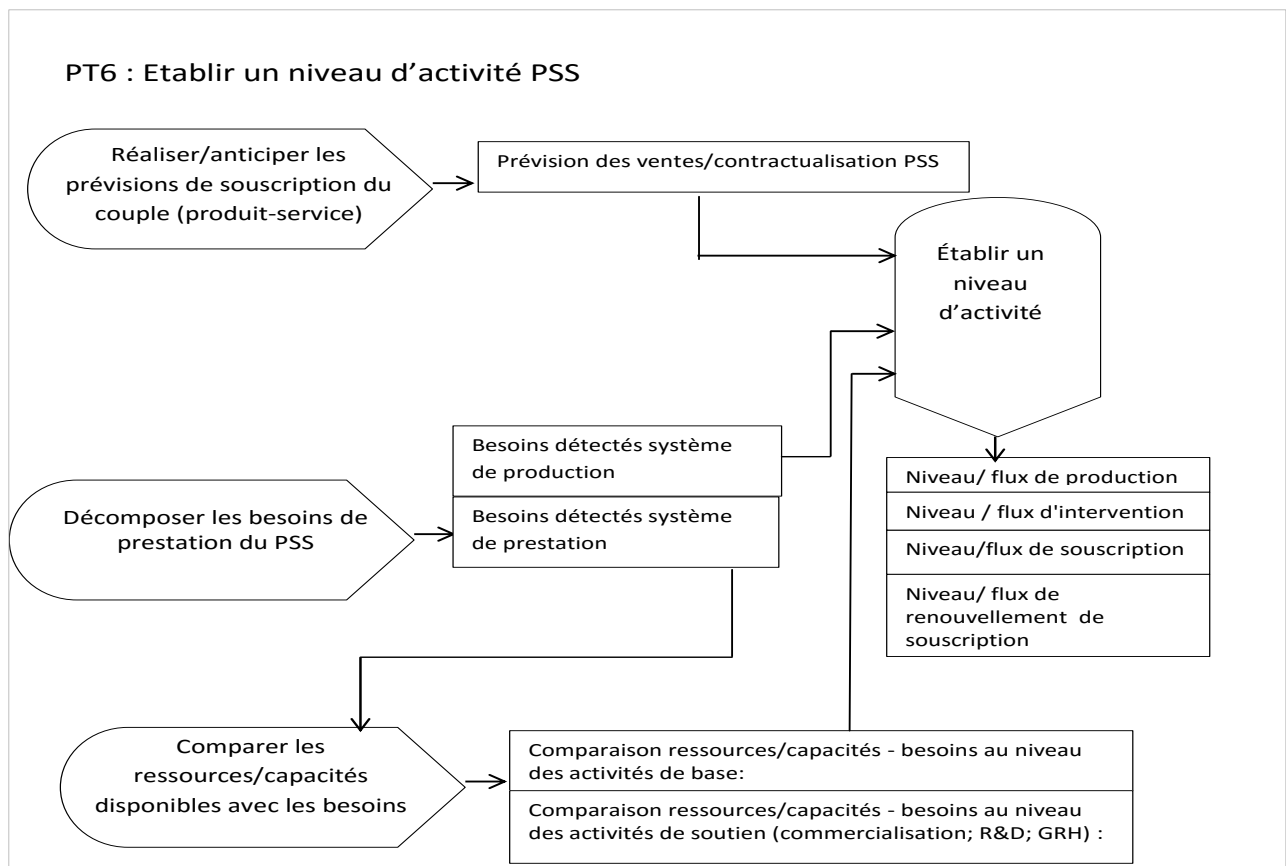 PT6 : Etablir un niveau d’activité PSS
Réaliser/anticiper les
prévisions de souscription du
couple (produit-service)
Prévision des ventes/contractualisation PSS
Établir un
niveau
d’activité
Besoins détectés système
de production
Besoins détectés système
de prestation
Décomposer les besoins de
prestation du PSS
Niveau/ flux de production
Niveau / flux d'intervention
Niveau/flux de souscription
Niveau/ flux de
renouvellement de
souscription
Comparer les
ressources/capacités
disponibles avec les besoins
Comparaison ressources/capacités - besoins au niveau
des activités de base:
Comparaison ressources/capacités - besoins au niveau
des activités de soutien (commercialisation; R&D; GRH) :